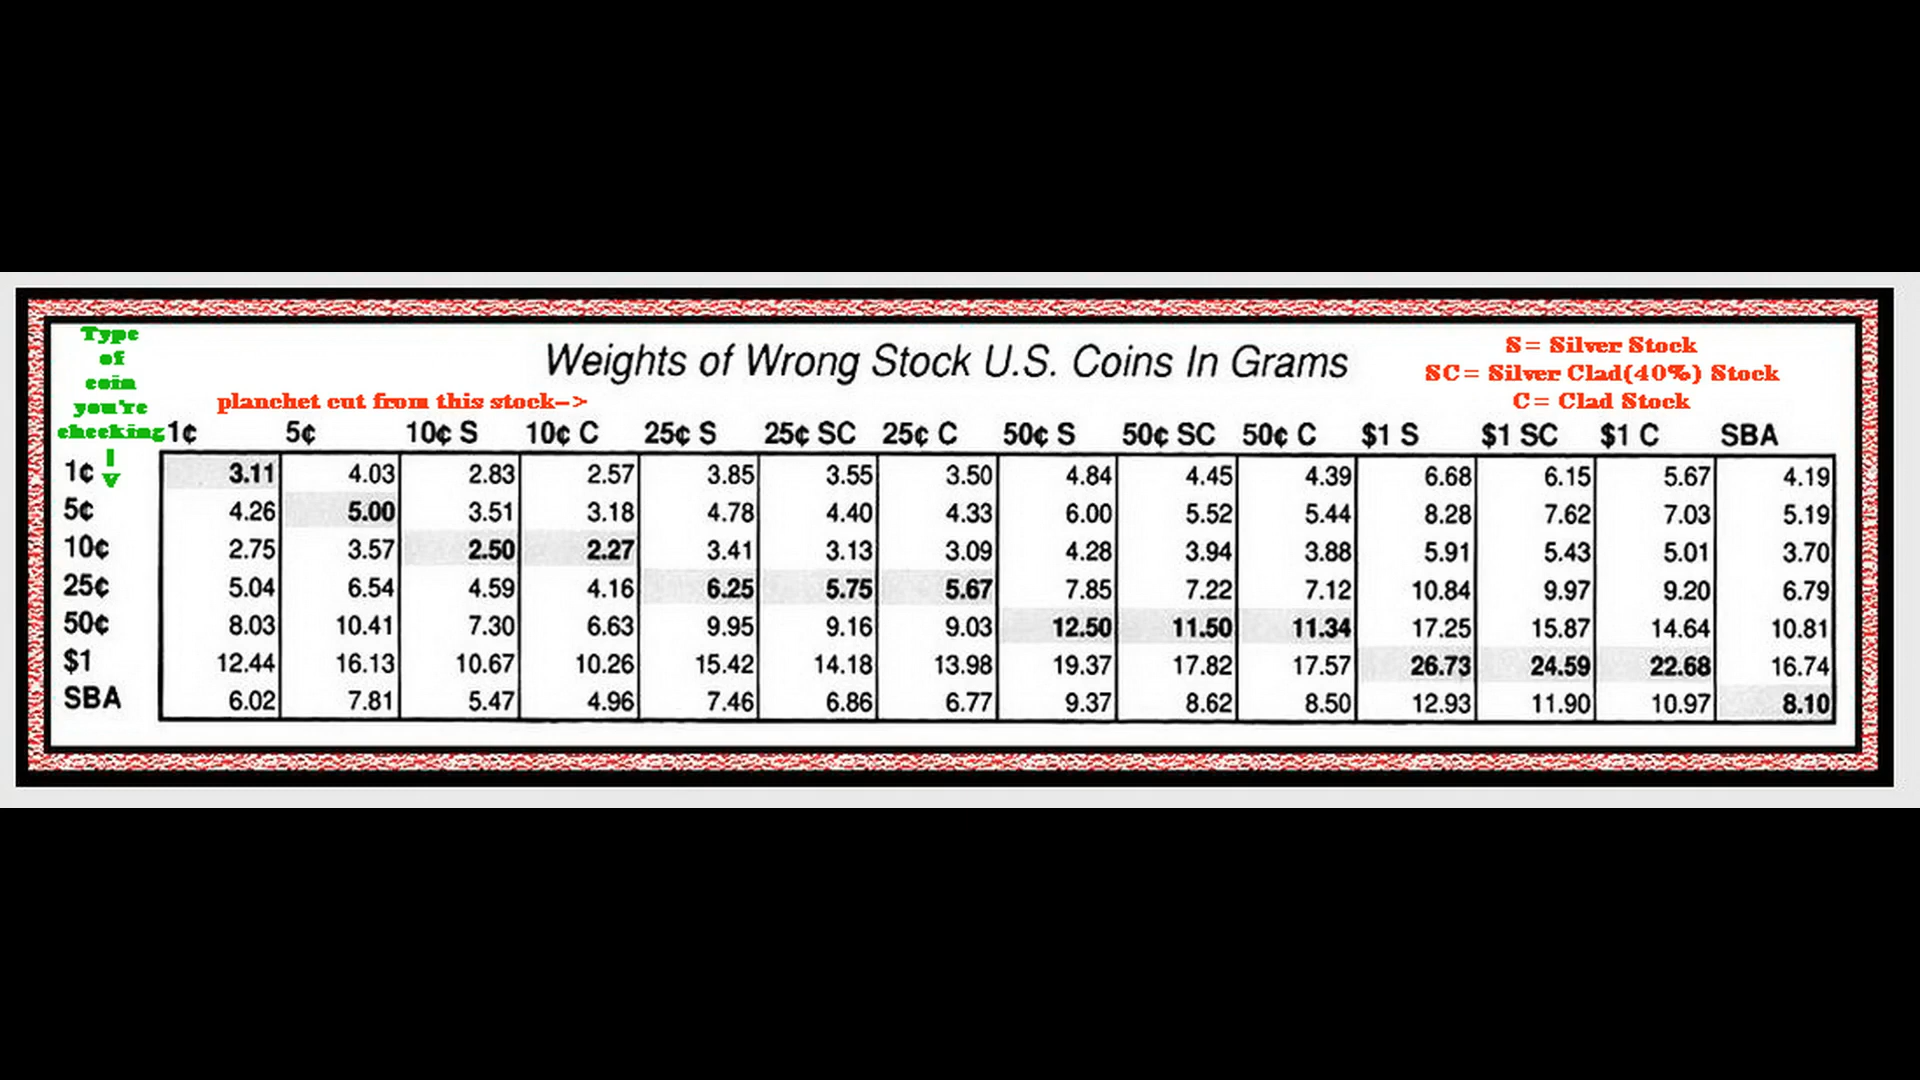 Type
of
coin
you're
checking
Weights of Wrong Stock U.S. Coins In Grams
S= Silver Stock
SC= Silver Clad(40%) Stock
C= Clad Stock
planchet cut from this stock-->
1¢ 5¢ 10¢ S 10¢ C 25¢ S 25¢ SC 25¢ C 50¢ S 50¢ SC 50¢ C $1 S $1 SC $1 C SBA
1¢ 3.11 4.03 2.83 2.57 3.85 3.55 3.50 4.84 4.45 4.39 6.68 6.15 5.67 4.19
5¢ 4.26 5.00 3.51 3.18 4.78 4.40 4.33 6.00 5.52 5.44 8.28 7.62 7.03 5.19
10¢ 2.75 3.57 2.50 2.27 3.41 3.13 3.09 4.28 3.94 3.88 5.91 5.43 5.01 3.70
25¢ 5.04 6.54 4.59 4.16 6.25 5.75 5.67 7.85 7.22 7.12 10.84 9.97 9.20 6.79
50¢ 8.03 10.41 7.30 6.63 9.95 9.16 9.03 12.50 11.50 11.34 17.25 15.87 14.64 10.81
$1 12.44 16.13 10.67 10.26 15.42 14.18 13.98 19.37 17.82 17.57 26.73 24.59 22.68 16.74
SBA 6.02 7.81 5.47 4.96 7.46 6.86 6.77 9.37 8.62 8.50 12.93 11.90 10.97 8.10